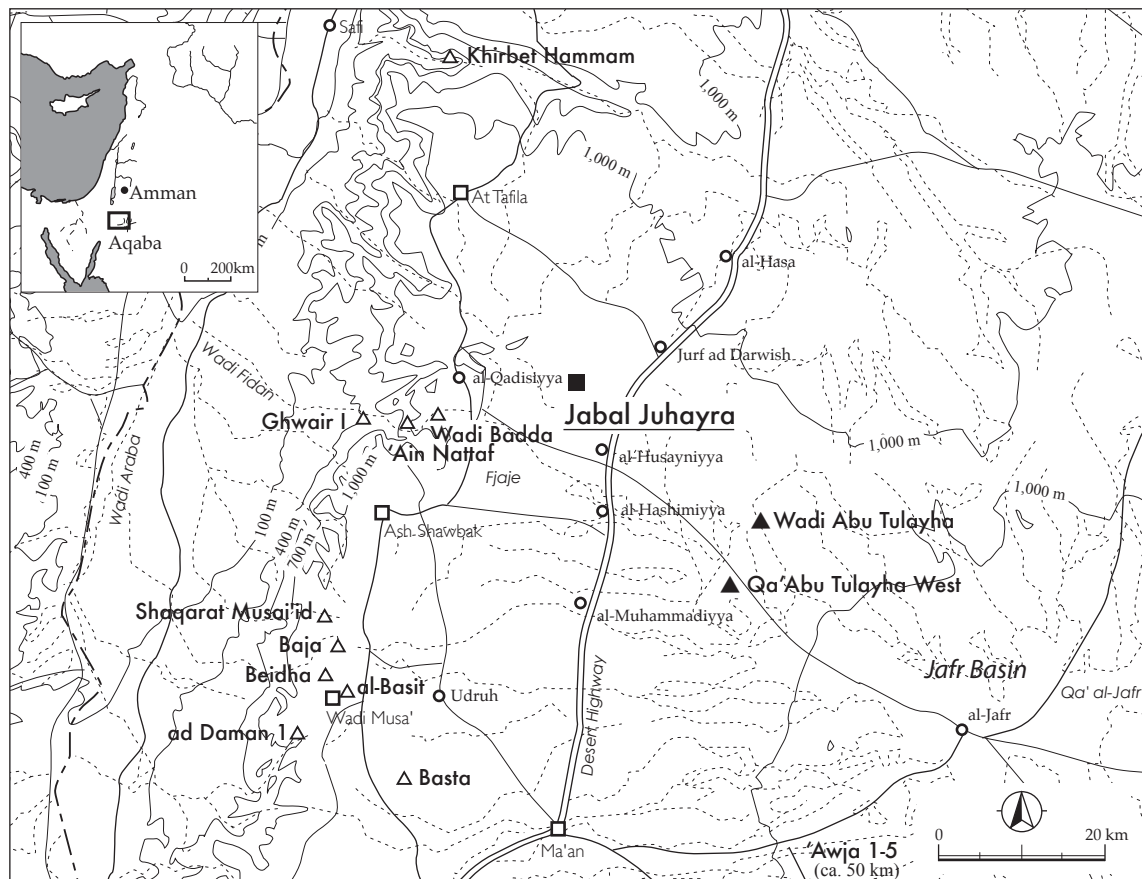 Safi
Khirbet Hammam
1,000 m
Amman
Aqaba
0 200km
1,000 m
At Tafila
al-Hasa
m
Jurf ad Darwish
Wadi Fidan
al-Qadisiyya
Jabal Juhayra
Ghwair I
Wadi Badda
'Ain Nattaf
1,000 m
al-Husayniyya
400 m
100 m
Wadi Araba
1,000 m
Fjaje
1,000 m
100 m
400 m
700 m
Ash Shawbak
al-Hashimiyya
Wadi Abu Tulayha
Qa'Abu Tulayha West
Shaqarat Musai'id
al-Muhammadiyya
Baja
Beidha
al-Basit
Udruh
Wadi Musa'
Jafr Basin
Qa' al-Jafr
al-Jafr
ad Daman 1
Desert Highway
Basta
Ma'an
'Awja 1-5
(ca. 50 km)
0 20 km